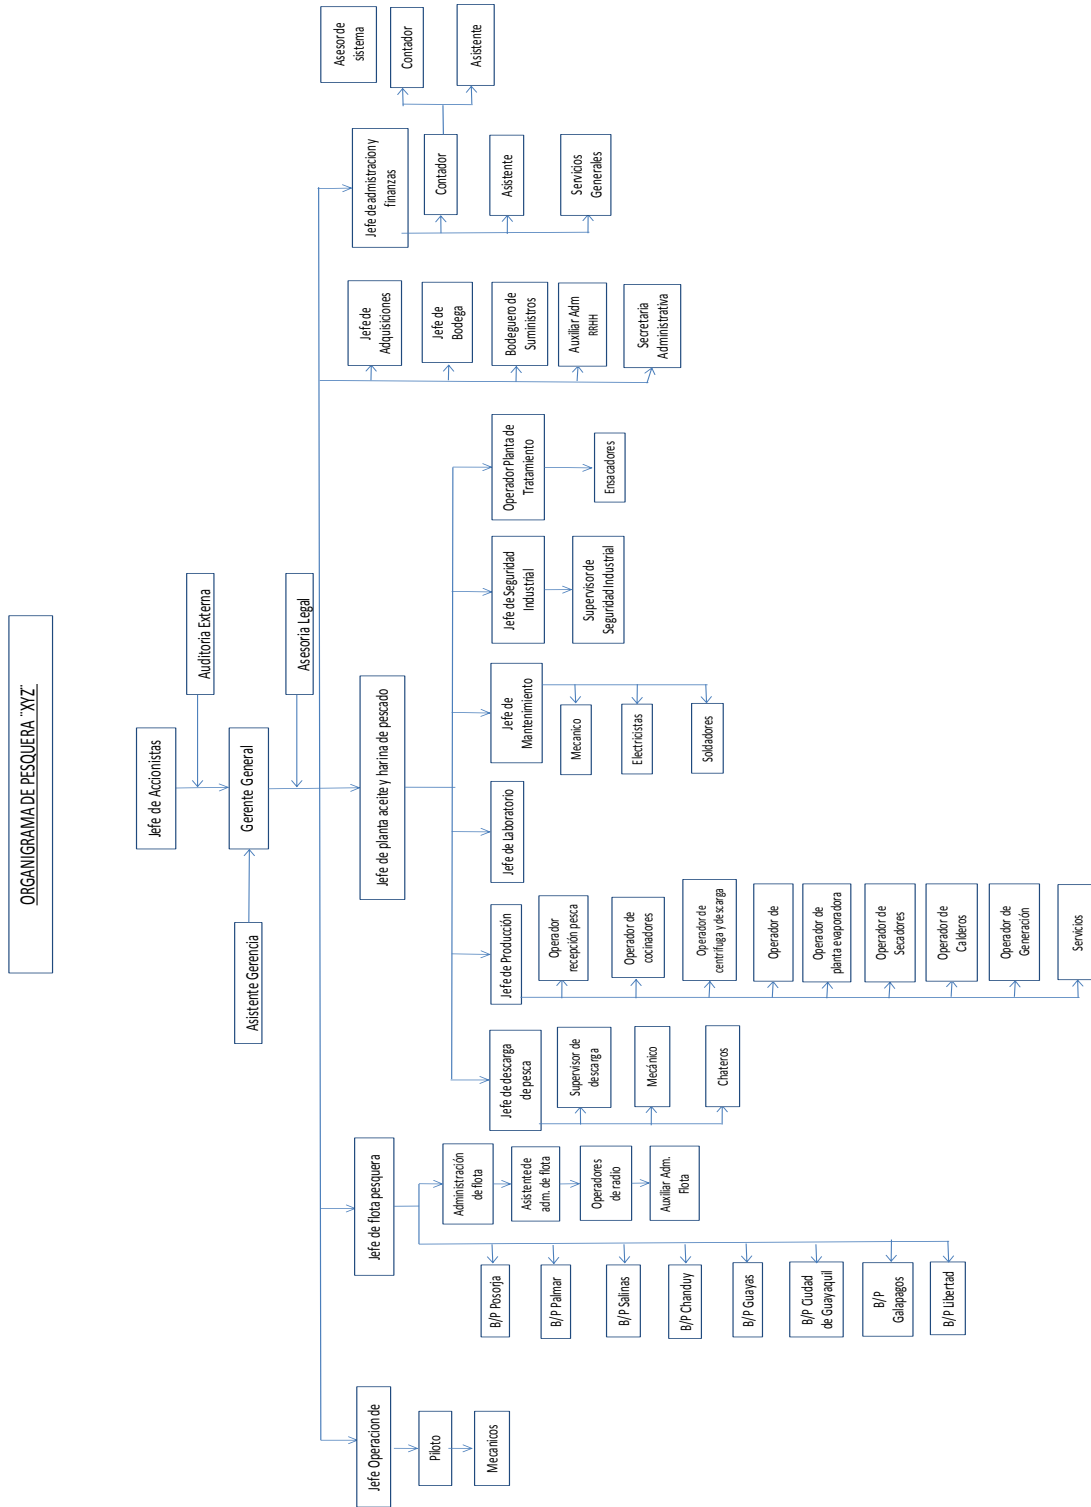 ORGANIGRAMA DE PESQUERA ¨XYZ¨
Jefe de Accionistas
Auditoria Externa
Gerente General
Asistente Gerencia
Asesoria Legal
Jefe Operacion de
Piloto
Mecanicos
Jefe de flota pesquera
Administración
de flota
Asistente de
adm. de flota
Operadores
de radio
Auxiliar Adm.
Flota
B/P Posorja
B/P Palmar
B/P Salinas
B/P Chanduy
B/P Guayas
B/P Ciudad
de Guayaquil
B/P
Galapagos
B/P Libertad
Jefe de planta aceite y harina de pescado
Jefe de descarga
de pesca
Supervisor de
descarga
Mecánico
Chateros
Jefe de Producción
Operador
recepción pesca
Operador de
cocinadores
Operador de
centrifuga y descarga
Operador de
Operador de
planta evaporadora
Operador de
Secadores
Operador de
Calderos
Operador de
Generación
Servicios
Jefe de Laboratorio
Jefe de
Mantenimiento
Mecanico
Electricistas
Soldadores
Jefe de Seguridad
Industrial
Supervisor de
Seguridad Industrial
Operador Planta de
Tratamiento
Ensacadores
Jefe de
Adquisiciones
Jefe de
Bodega
Bodeguero de
Suministros
Auxiliar Adm
RRHH
Secretaria
Administrativa
Jefe de admistracion y
finanzas
Contador
Asistente
Servicios
Generales
Asesor de
sistema
Contador
Asistente